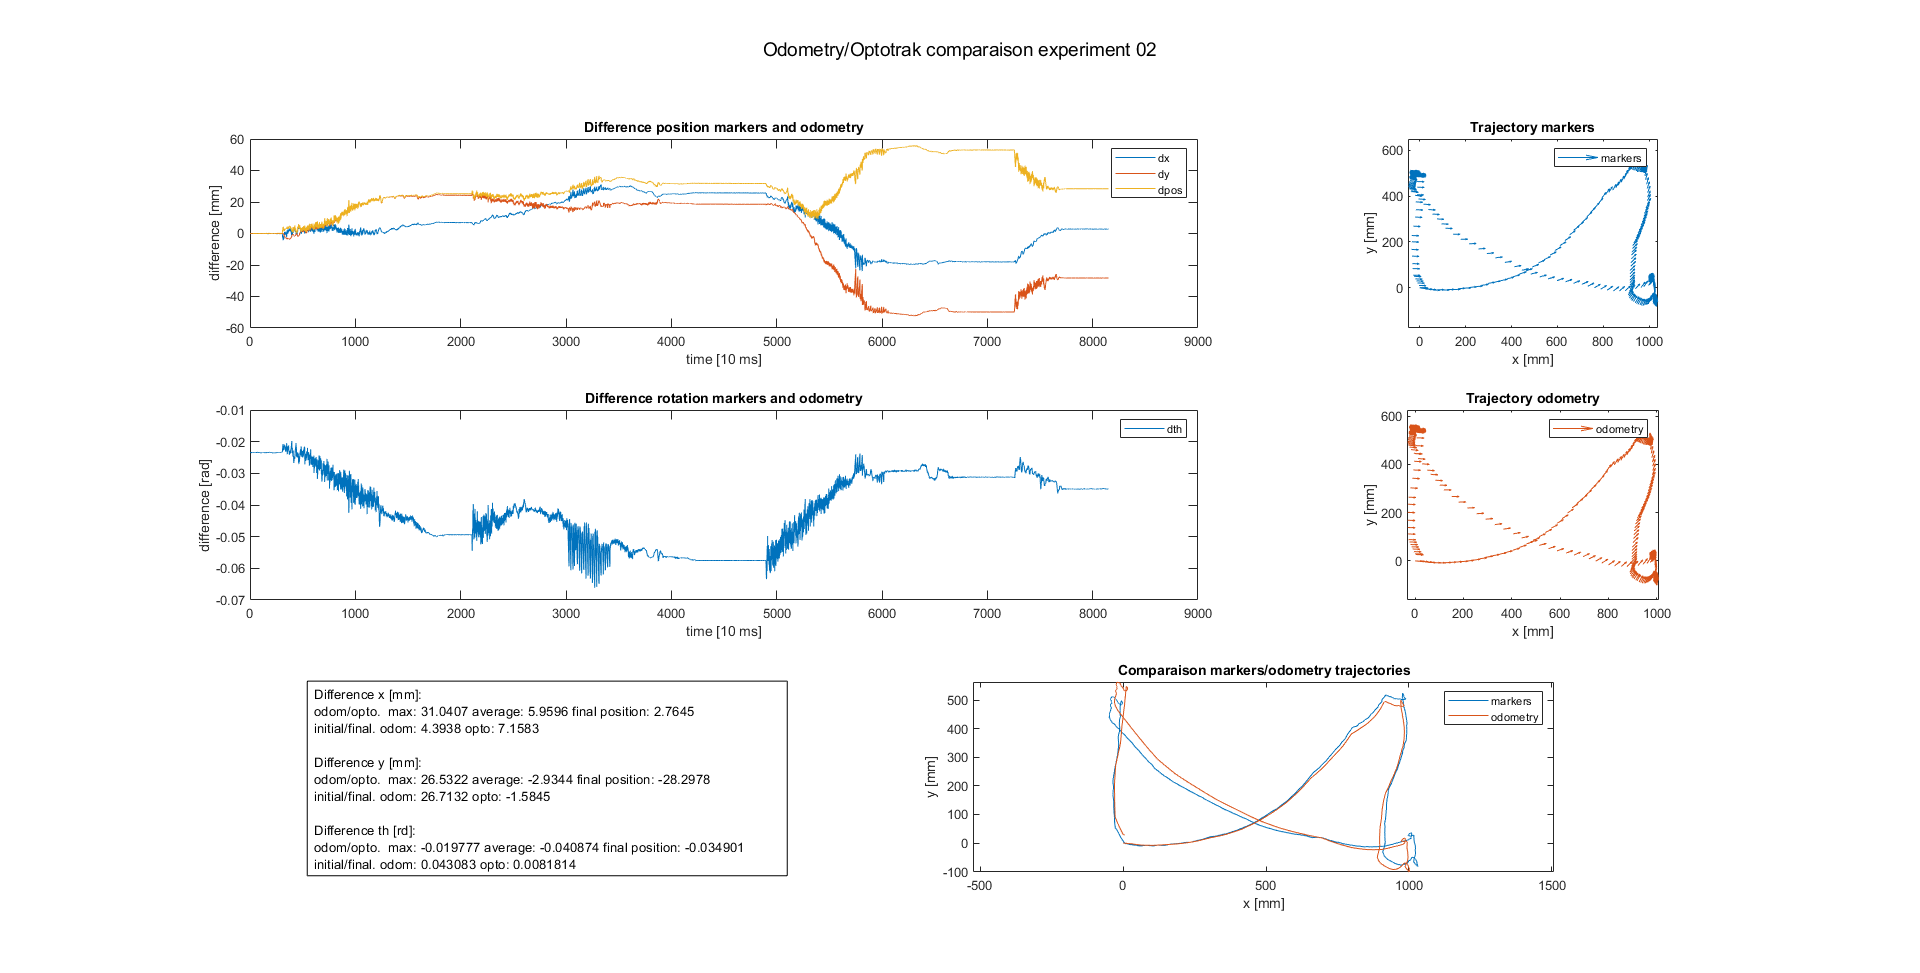 Odometry/Optotrak comparaison experiment 02
Difference position markers and odometry
60
40
20
0
-20
-40
-60
difference [mm]
0 1000 2000 3000 4000 5000 6000 7000 8000 9000
time [10 ms]
dx
dy
dpos
Trajectory markers
600
400
200
0
y [mm]
0 200 400 600 800 1000
x [mm]
markers
Difference rotation markers and odometry
-0.01
-0.02
-0.03
-0.04
-0.05
-0.06
-0.07
difference [rad]
0 1000 2000 3000 4000 5000 6000 7000 8000 9000
time [10 ms]
dth
Trajectory odometry
600
400
200
0
y [mm]
0 200 400 600 800 1000
x [mm]
odometry
Difference x [mm]:
odom/opto.  max: 31.0407 average: 5.9596 final position: 2.7645
initial/final. odom: 4.3938 opto: 7.1583
Difference y [mm]:
odom/opto.  max: 26.5322 average: -2.9344 final position: -28.2978
initial/final. odom: 26.7132 opto: -1.5845
Difference th [rd]:
odom/opto.  max: -0.019777 average: -0.040874 final position: -0.034901
initial/final. odom: 0.043083 opto: 0.0081814
Comparaison markers/odometry trajectories
500
400
300
200
100
0
-100
y [mm]
-500 0 500 1000 1500
x [mm]
markers
odometry